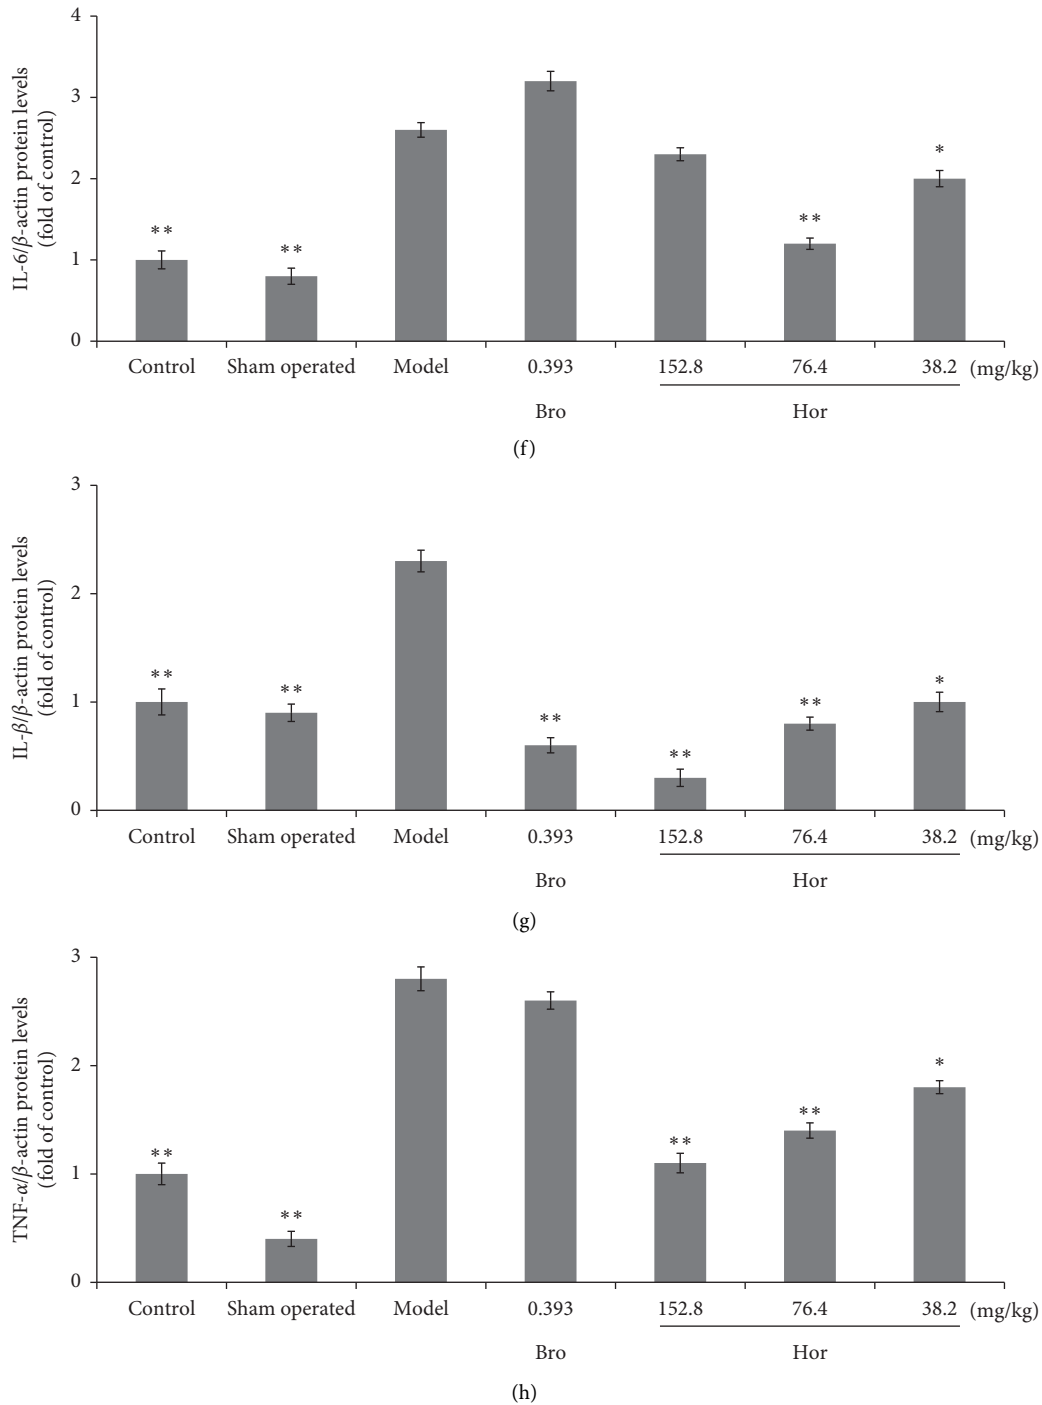 IL-6/β-actin protein levels
(fold of control)
4
3
2
1
0
**
**
**
*
Control Sham operated Model 0.393 152.8 76.4 38.2 (mg/kg)
Bro Hor
(f)
IL-β/β-actin protein levels
(fold of control)
3
2
1
0
**
**
**
**
**
*
Control Sham operated Model 0.393 152.8 76.4 38.2 (mg/kg)
Bro Hor
(g)
TNF-α/β-actin protein levels
(fold of control)
3
2
1
0
**
**
**
**
*
Control Sham operated Model 0.393 152.8 76.4 38.2 (mg/kg)
Bro Hor
(h)